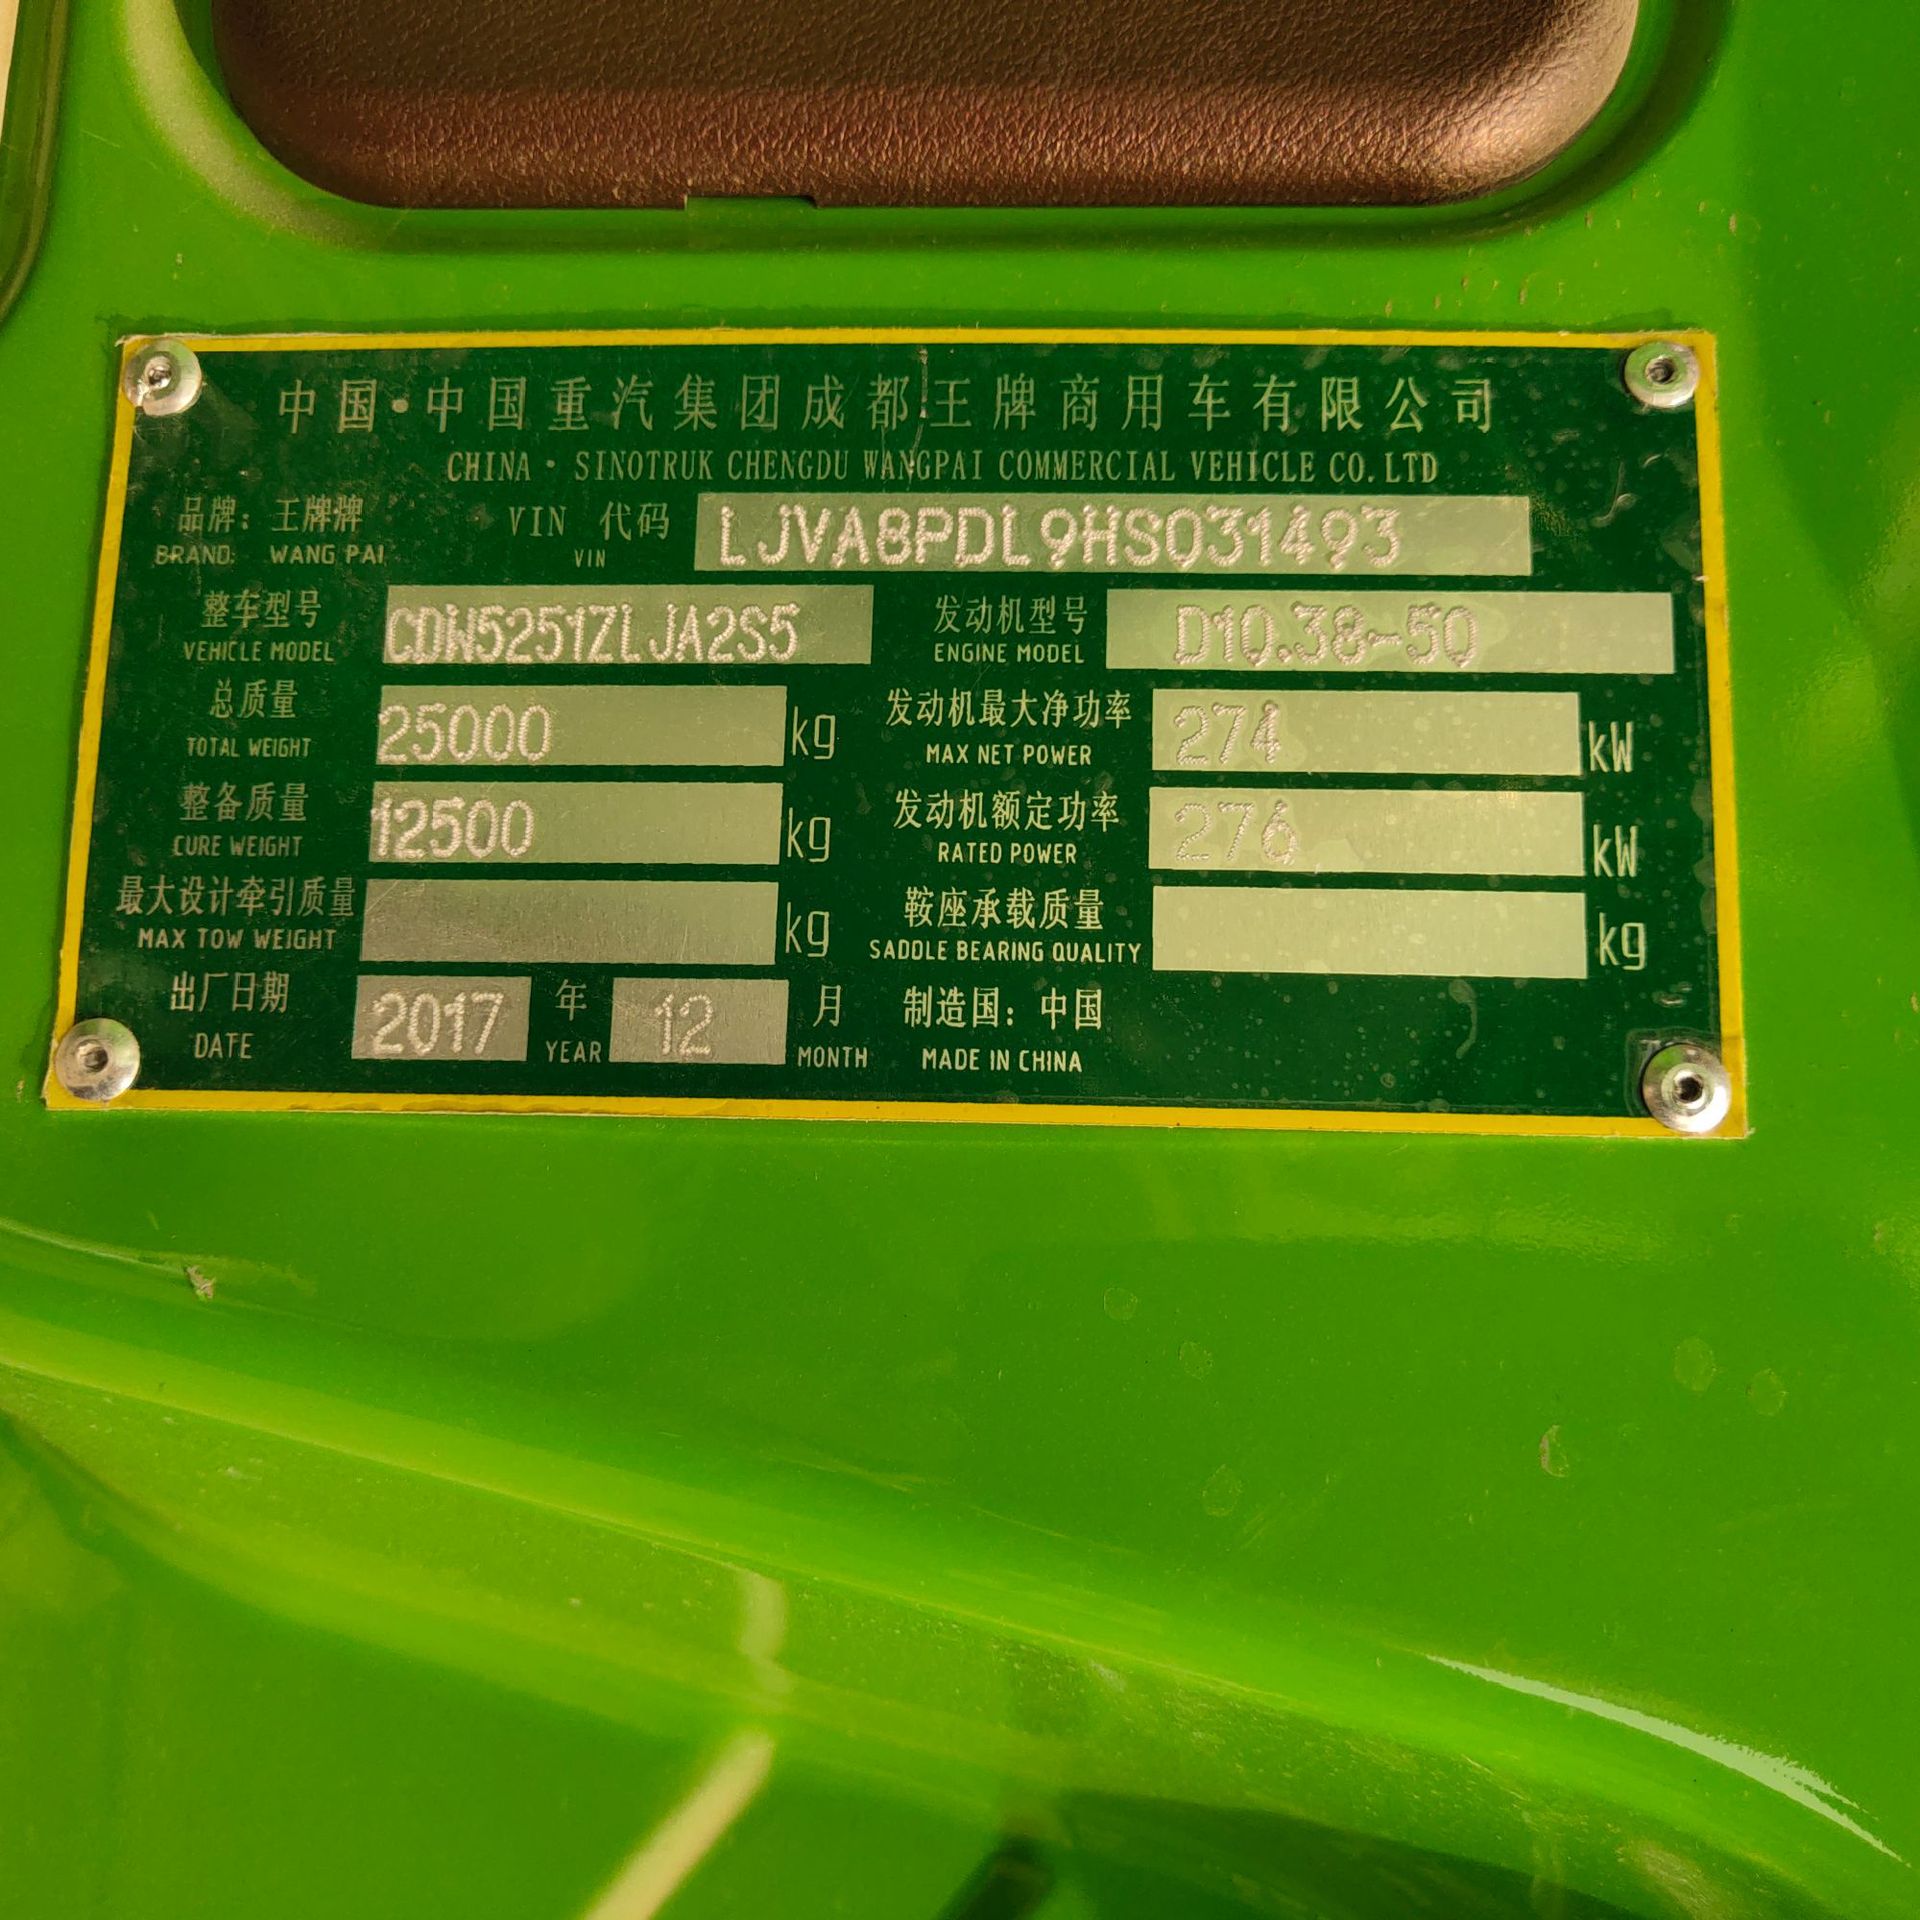 中国·中国重汽集团成都王牌商用车有限公司
CHINA · SINOTRUK CHENGDU WANGPAI COMMERCIAL VEHICLE CO. LTD
品牌: 王牌牌 VIN 代码 LJVA8PDL9HS031493
BRAND: WANG PAI VIN
整车型号 CDW5251ZLJA2S5 发动机型号 D10.38-50
VEHICLE MODEL ENGINE MODEL
总质量 25000 kg 发动机最大净功率 274 kW
TOTAL WEIGHT MAX NET POWER
整备质量 12500 kg 发动机额定功率 276 kW
CURE WEIGHT RATED POWER
最大设计牵引质量 kg 鞍座承载质量 kg
MAX TOW WEIGHT SADDLE BEARING QUALITY
出厂日期 2017 年 12 月 制造国: 中国
DATE YEAR MONTH MADE IN CHINA